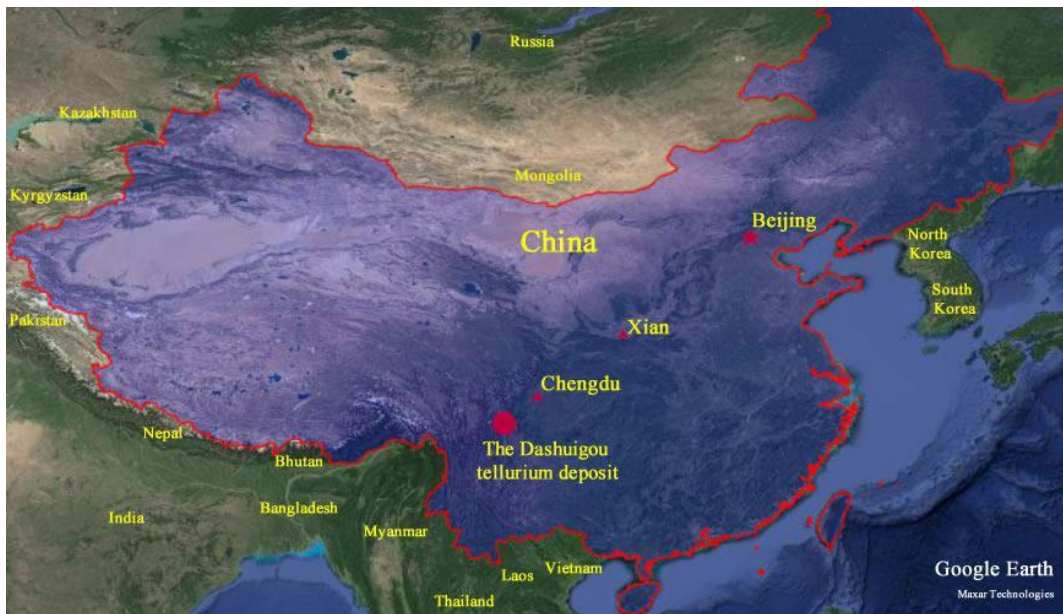 Russia
Kazakhstan
Mongolia
Kyrgyzstan
Beijing
China
North
Korea
South
Korea
Pakistan
Xian
Chengdu
Nepal
The Dashuigou
tellurium deposit
Bhutan
Bangladesh
India
Myanmar
Laos
Vietnam
Thailand
Google Earth
Maxar Technologies